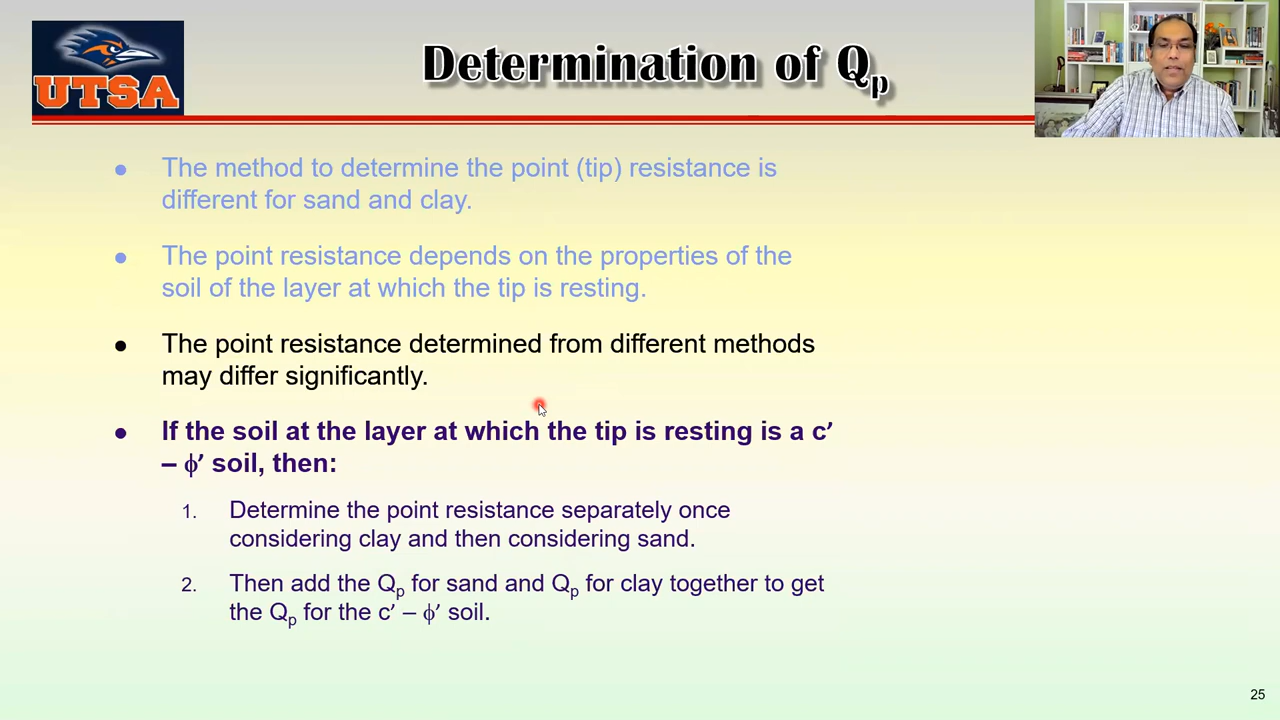 UTSA
Determination of Qp
• The method to determine the point (tip) resistance is
different for sand and clay.
• The point resistance depends on the properties of the
soil of the layer at which the tip is resting.
• The point resistance determined from different methods
may differ significantly.
• If the soil at the layer at which the tip is resting is a c’
– ϕ’ soil, then:
1. Determine the point resistance separately once
considering clay and then considering sand.
2. Then add the Qp for sand and Qp for clay together to get
the Qp for the c’ – ϕ’ soil.
25